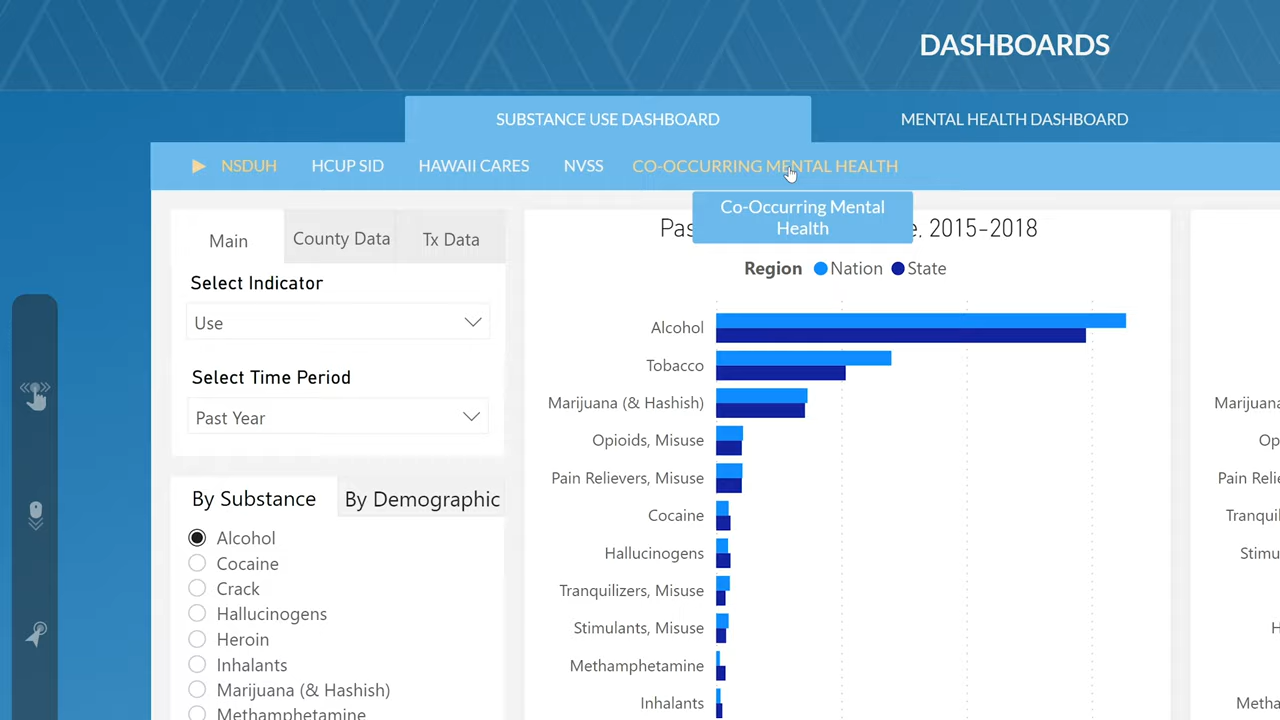 DASHBOARDS
SUBSTANCE USE DASHBOARD
MENTAL HEALTH DASHBOARD
NSDUH
HCUP SID
HAWAII CARES
NVSS
CO-OCCURRING MENTAL HEALTH
Co-Occurring Mental
Health
Main
County Data
Tx Data
Select Indicator
Use
Select Time Period
Past Year
By Substance
By Demographic
Alcohol
Cocaine
Crack
Hallucinogens
Heroin
Inhalants
Marijuana (& Hashish)
Methamphetamine
2015-2018
Region
Nation
State
Alcohol
Tobacco
Marijuana (& Hashish)
Opioids, Misuse
Pain Relievers, Misuse
Cocaine
Hallucinogens
Tranquilizers, Misuse
Stimulants, Misuse
Methamphetamine
Inhalants